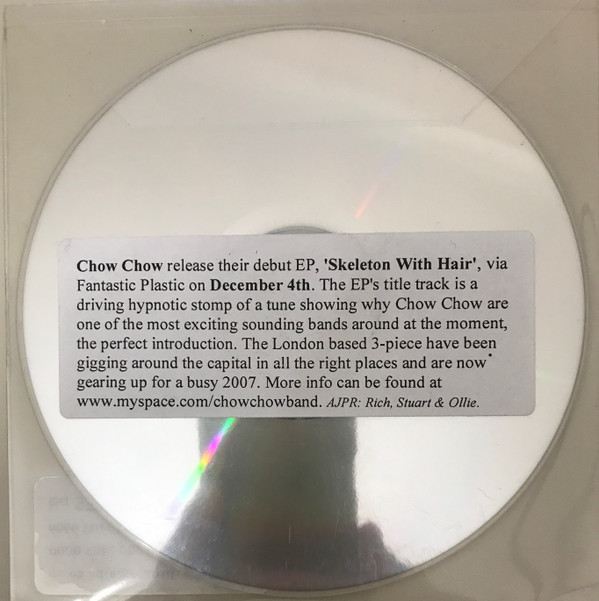 Chow Chow release their debut EP, 'Skeleton With Hair', via
Fantastic Plastic on December 4th. The EP's title track is a
driving hypnotic stomp of a tune showing why Chow Chow are
one of the most exciting sounding bands around at the moment,
the perfect introduction. The London based 3-piece have been
gigging around the capital in all the right places and are now
gearing up for a busy 2007. More info can be found at
www.myspace.com/chowchowband. AJPR: Rich, Stuart & Ollie.